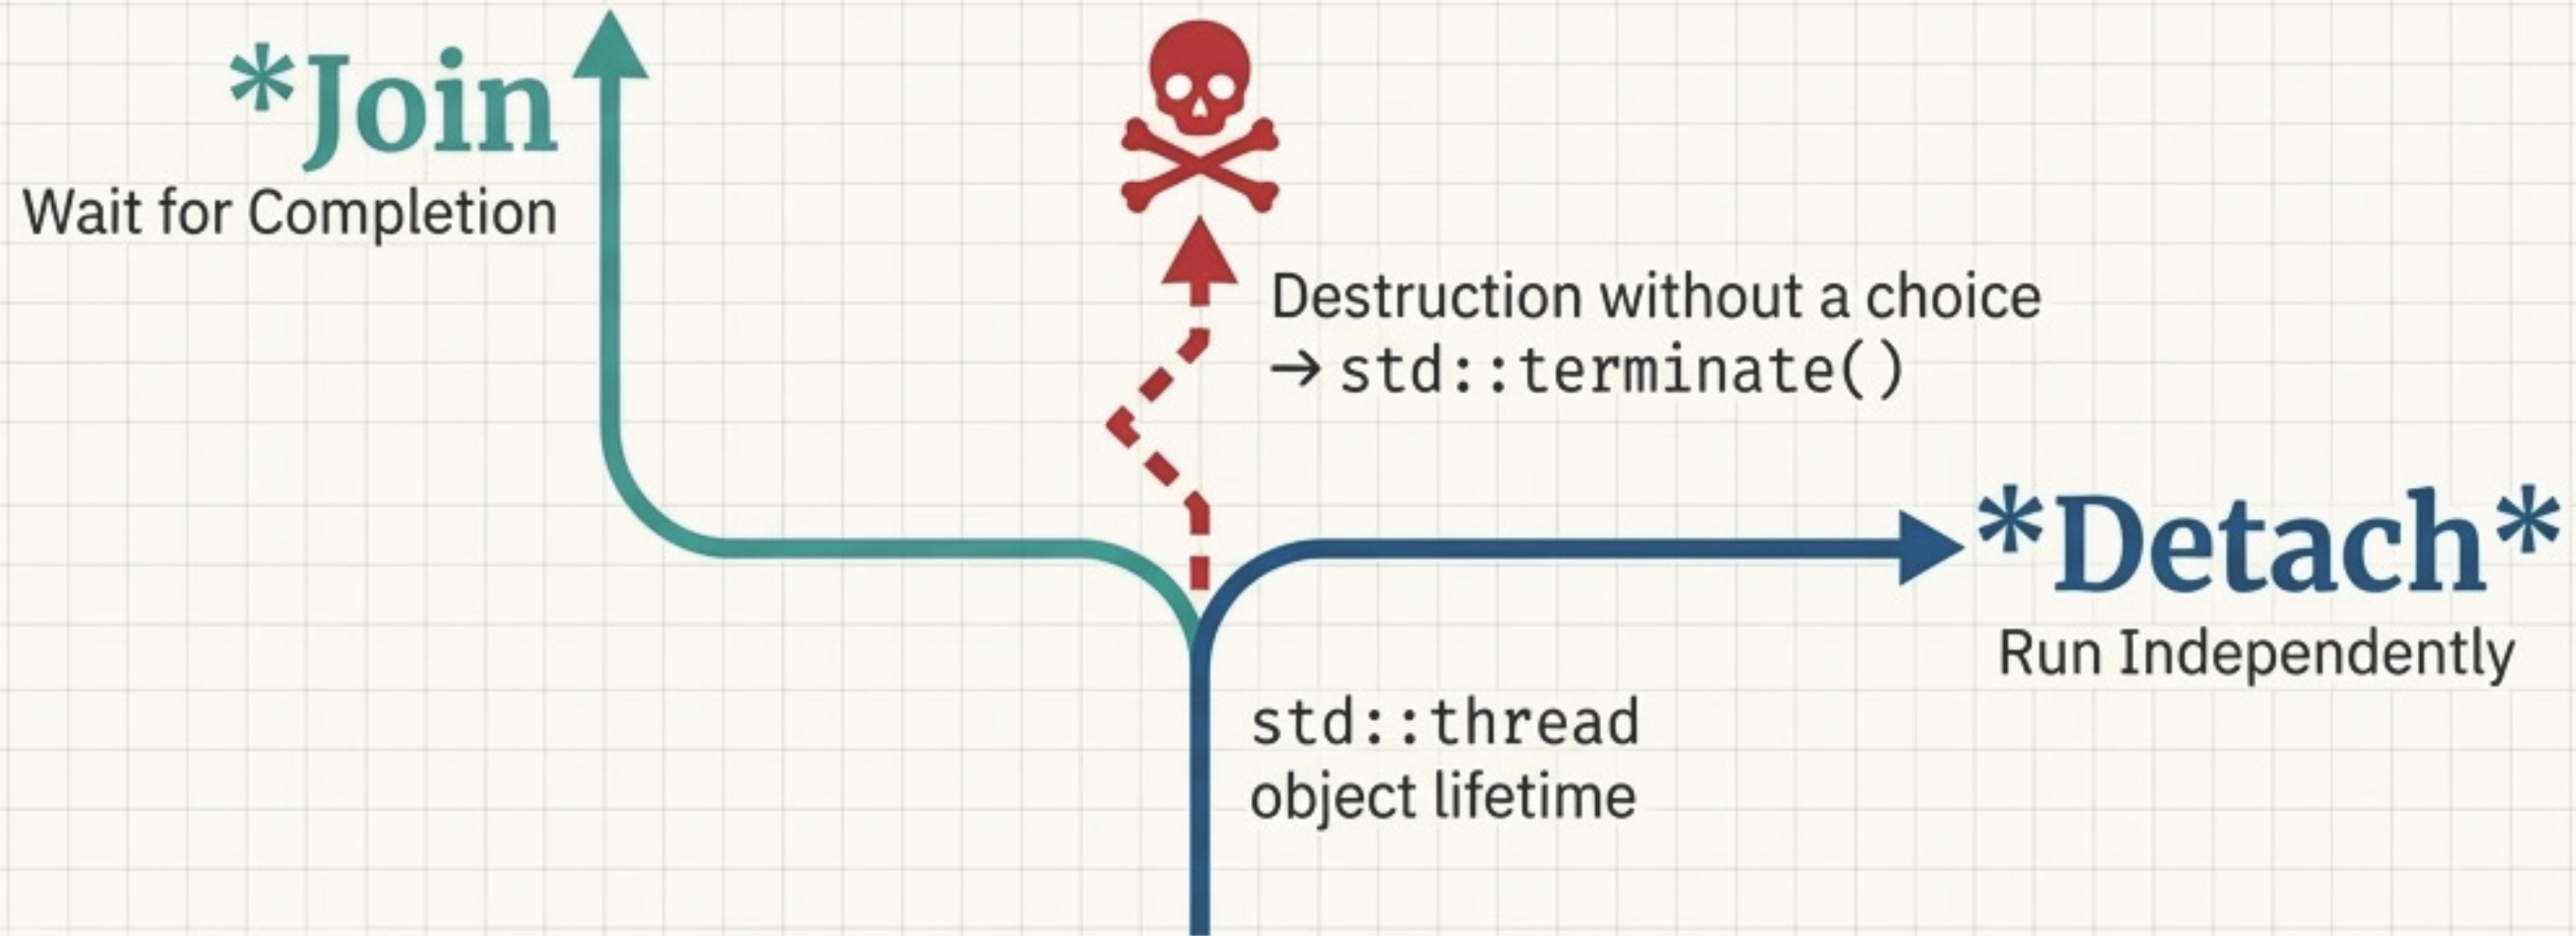 *Join
Wait for Completion
Destruction without a choice
→ std::terminate()
*Detach*
Run Independently
std::thread
object lifetime